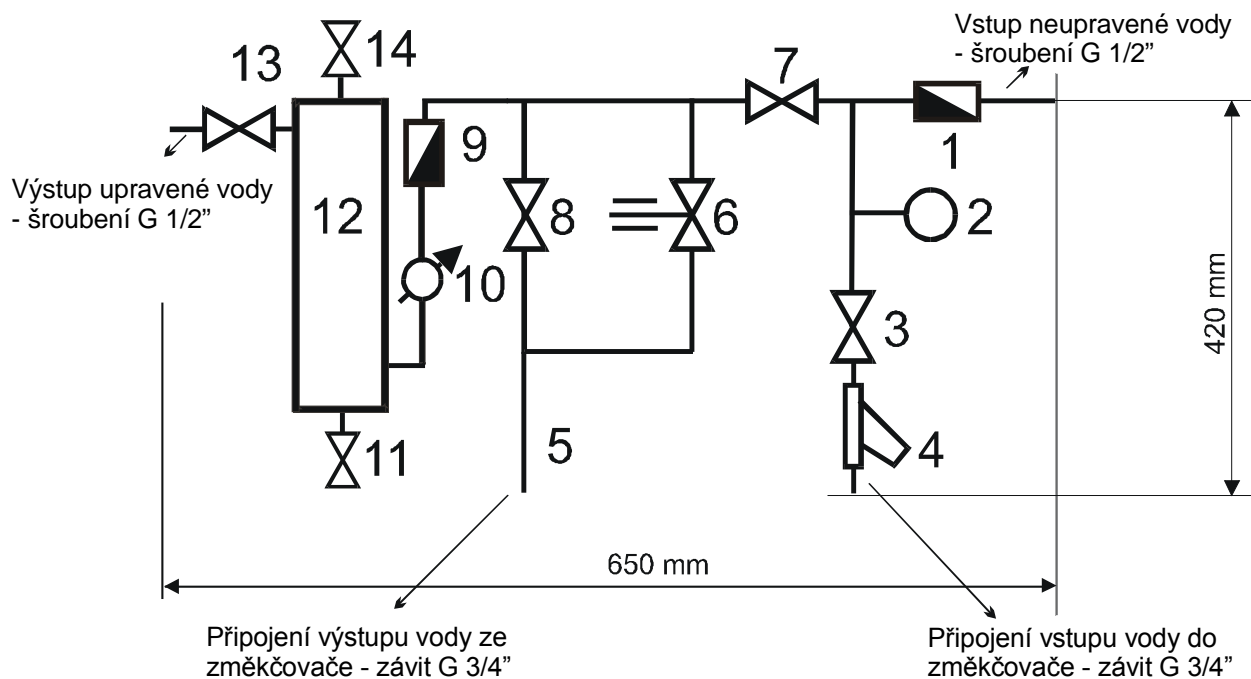 Vstup neupravené vody
- šroubení G 1/2”
14
13
7
1
9
Výstup upravené vody
- šroubení G 1/2”
12
8
6
2
10
3
420 mm
11
5
4
650 mm
Připojení výstupu vody ze
změkčovače - závit G 3/4”
Připojení vstupu vody do
změkčovače - závit G 3/4”